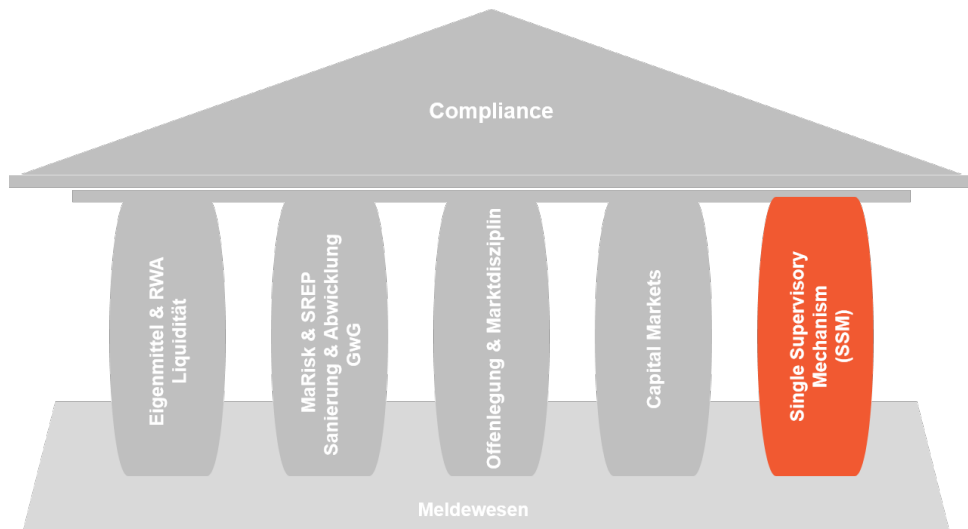 Compliance
Eigenmittel & RWA
Liquidität
MaRisk & SREP
Sanierung & Abwicklung
GwG
Offenlegung & Marktdisziplin
Capital Markets
Single Supervisory
Mechanism
(SSM)
Meldewesen